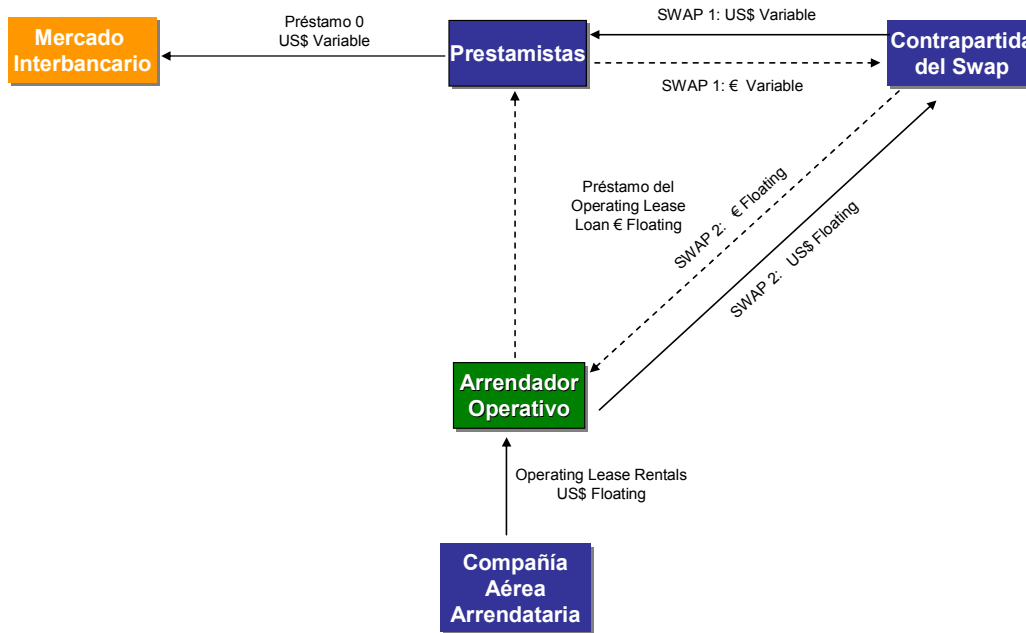 Mercado
Interbancario
Préstamo 0
US$ Variable
Prestamistas
SWAP 1: US$ Variable
SWAP 1: € Variable
Contrapartida
del Swap
Préstamo del
Operating Lease
Loan € Floating
SWAP 2: € Floating
SWAP 2: US$ Floating
Arrendador
Operativo
Operating Lease Rentals
US$ Floating
Compañía
Aérea
Arrendataria